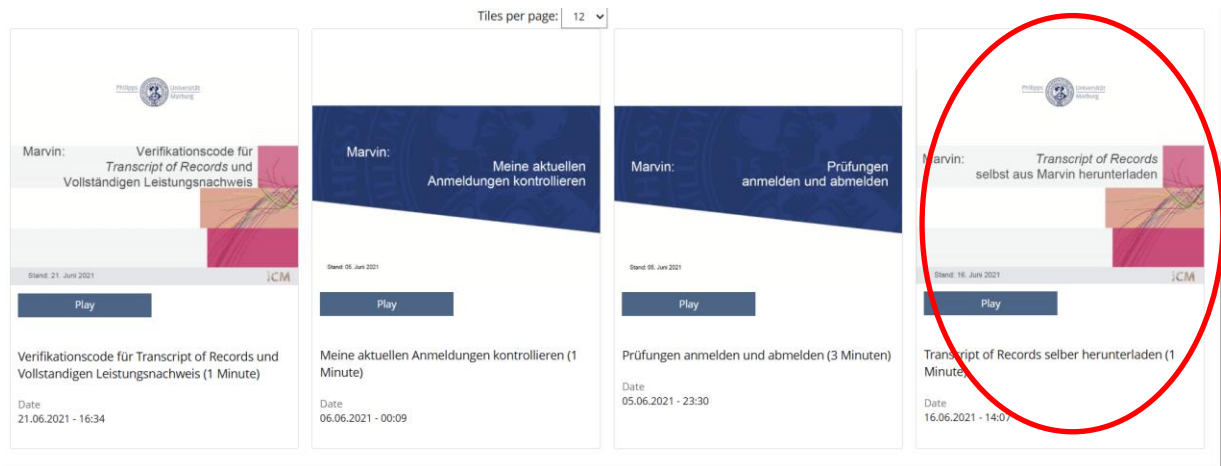 Tiles per page: 12
Philipps Universität
Marburg
Marvin: Verifikationscode für
Transcript of Records und
Vollständigen Leistungsnachweis
Stand: 21. Juni 2021
ICM
Play
Verifikationscode für Transcript of Records und
Vollstandigen Leistungsnachweis (1 Minute)
Date
21.06.2021 - 16:34
Marvin:
Meine aktuellen
Anmeldungen kontrollieren
Stand: 05. Juni 2021
Play
Meine aktuellen Anmeldungen kontrollieren (1
Minute)
Date
06.06.2021 - 00:09
Marvin: Prüfungen
anmelden und abmelden
Stand: 05. Juni 2021
Play
Prüfungen anmelden und abmelden (3 Minuten)
Date
05.06.2021 - 23:30
Philipps Universität
Marburg
Marvin: Transcript of Records
selbst aus Marvin herunterladen
Stand: 16. Juni 2021
ICM
Play
Transcript of Records selber herunterladen (1
Minute)
Date
16.06.2021 - 14:07